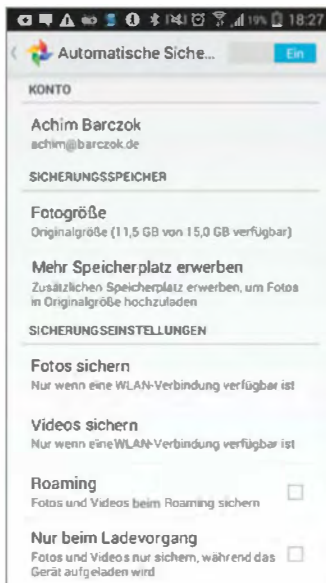 19% 18:27
Automatische Siche... Ein
KONTO
Achim Barczok
achim@barczok.de
SICHERUNGSSPEICHER
Fotogröße
Originalgröße (11,5 GB von 15,0 GB verfügbar)
Mehr Speicherplatz erwerben
Zusätzlichen Speicherplatz erwerben, um Fotos
in Originalgröße hochzuladen
SICHERUNGSEINSTELLUNGEN
Fotos sichern
Nur wenn eine WLAN-Verbindung verfügbar ist
Videos sichern
Nur wenn eine WLAN-Verbindung verfügbar ist
Roaming
Fotos und Videos beim Roaming sichern
Nur beim Ladevorgang
Fotos und Videos nur sichern, während das
Gerät aufgeladen wird